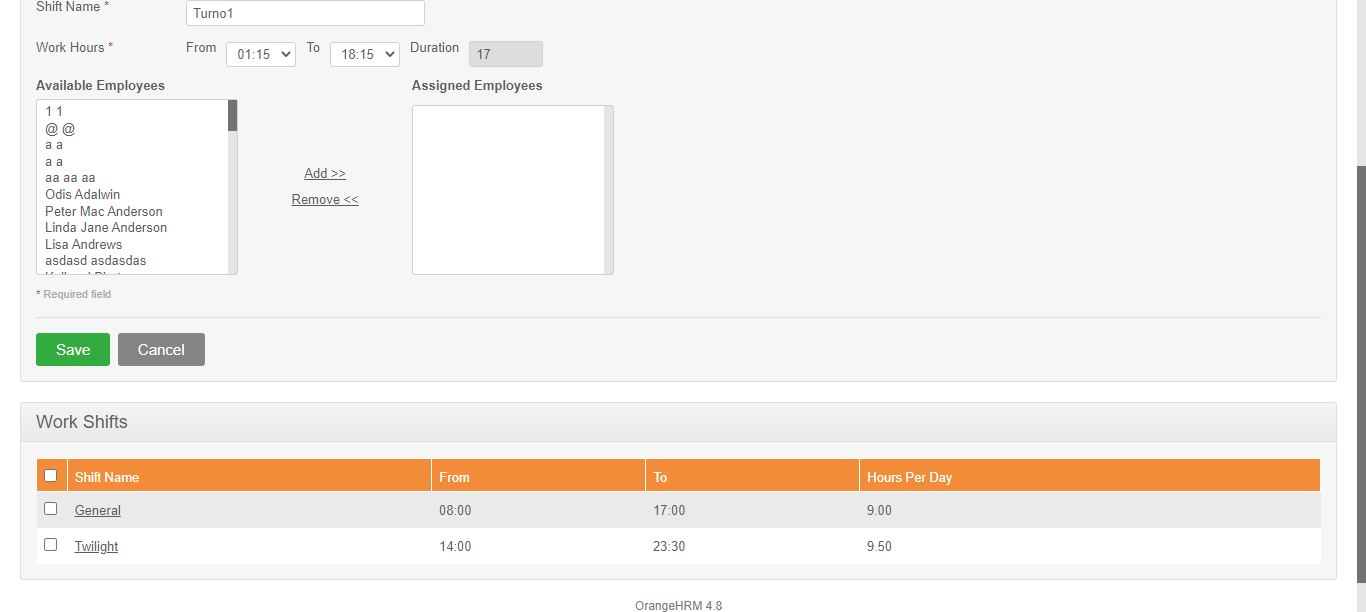 Shift Name *
Turno1
Work Hours * From 01:15 To 18:15 Duration 17
Available Employees
Assigned Employees
1 1
@ @
a a
a a
aa aa aa
Odis Adalwin
Peter Mac Anderson
Linda Jane Anderson
Lisa Andrews
asdasd asdasdas
Add >>
Remove <<
* Required field
Save Cancel
Work Shifts
Shift Name From To Hours Per Day
General 08:00 17:00 9.00
Twilight 14:00 23:30 9.50
OrangeHRM 4.8